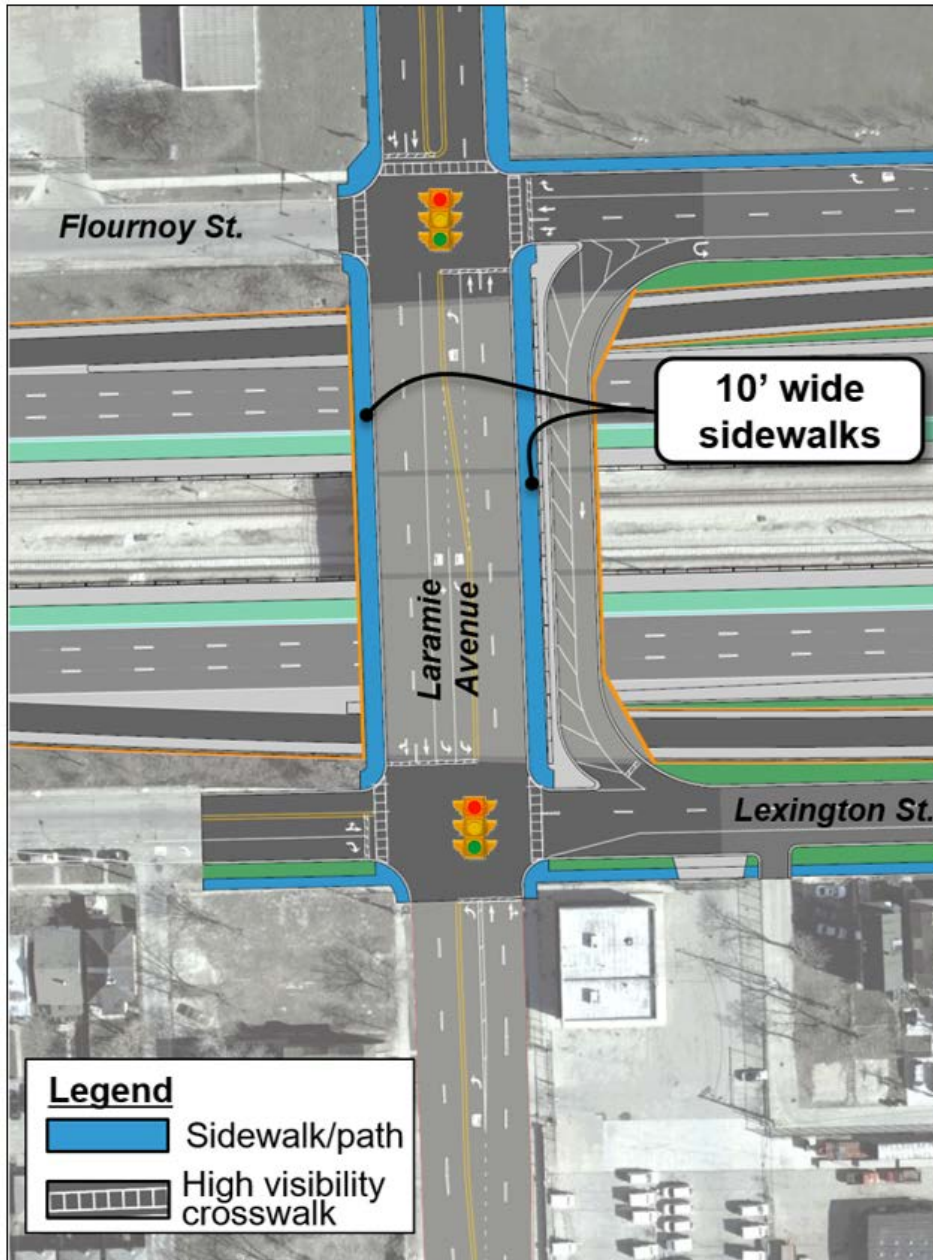 Flournoy St.
10’ wide
sidewalks
Laramie
Avenue
Lexington St.
Legend
Sidewalk/path
High visibility
crosswalk